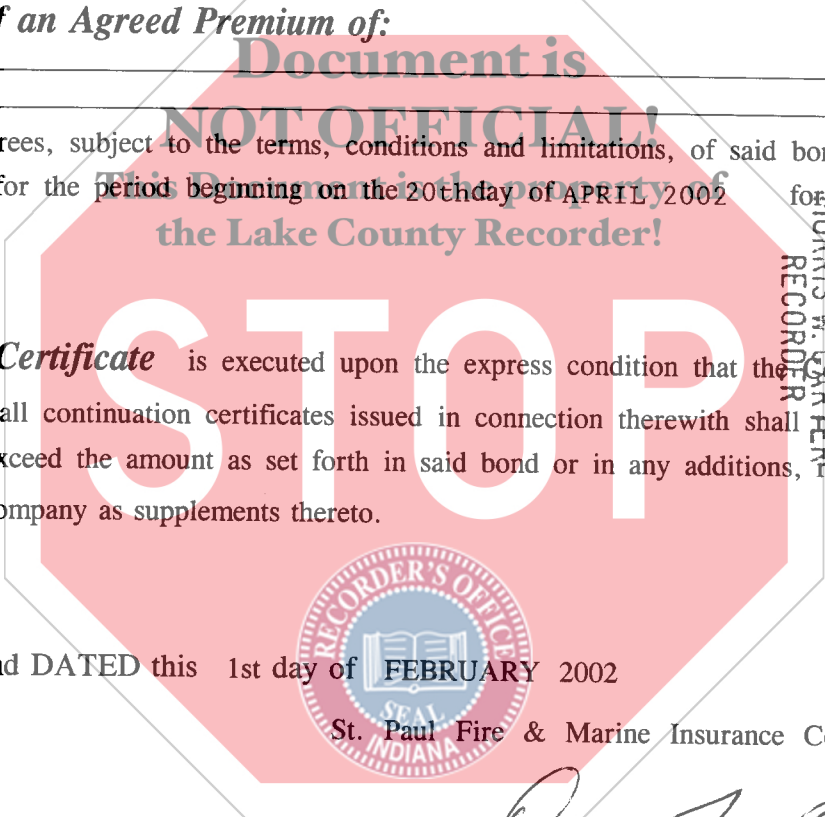 f an Agreed Premium of:
Document is
NOT OFFICIAL!
rees, subject to the terms, conditions and limitations, of said bon
for the period beginning on the 20thday of APRIL 2002 for
This Document is the property of
the Lake County Recorder!
RECORDER
STOP
Certificate is executed upon the express condition that the
all continuation certificates issued in connection therewith shall
xceed the amount as set forth in said bond or in any additions,
ompany as supplements thereto.
RECORDER'S OFFICE
SEAL
INDIANA
nd DATED this 1st day of FEBRUARY 2002
St. Paul Fire & Marine Insurance Co